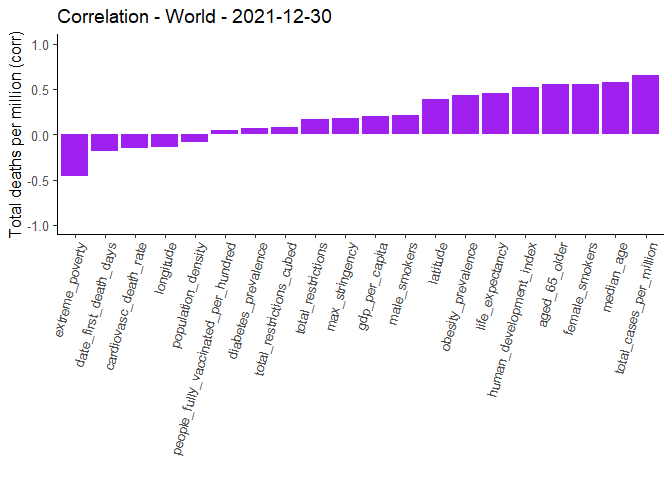 Correlation - World - 2021-12-30
Total deaths per million (corr)
1.0
0.5
0.0
-0.5
-1.0
extreme_poverty
date_first_death_days
cardiovasc_death_rate
longitude
population_density
people_fully_vaccinated_per_hundred
diabetes_prevalence
total_restrictions_cubed
total_restrictions
max_stringency
gdp_per_capita
male_smokers
latitude
obesity_prevalence
life_expectancy
human_development_index
aged_65_older
female_smokers
median_age
total_cases_per_million